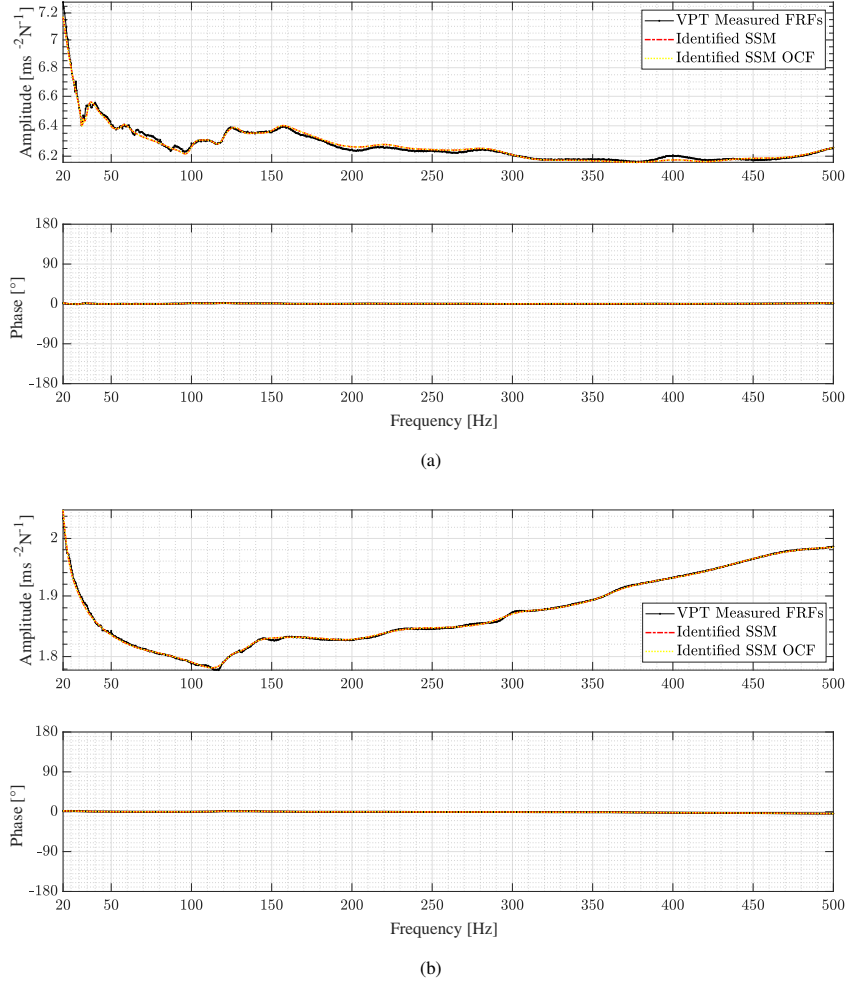 7.2
7
6.8
6.6
6.4
6.2
Amplitude [ms -2N-1]
VPT Measured FRFs
Identified SSM
Identified SSM OCF
20 50 100 150 200 250 300 350 400 450 500
180
90
0
-90
-180
Phase [°]
20 50 100 150 200 250 300 350 400 450 500
Frequency [Hz]
(a)
2
1.9
1.8
Amplitude [ms -2N-1]
VPT Measured FRFs
Identified SSM
Identified SSM OCF
20 50 100 150 200 250 300 350 400 450 500
180
90
0
-90
-180
Phase [°]
20 50 100 150 200 250 300 350 400 450 500
Frequency [Hz]
(b)